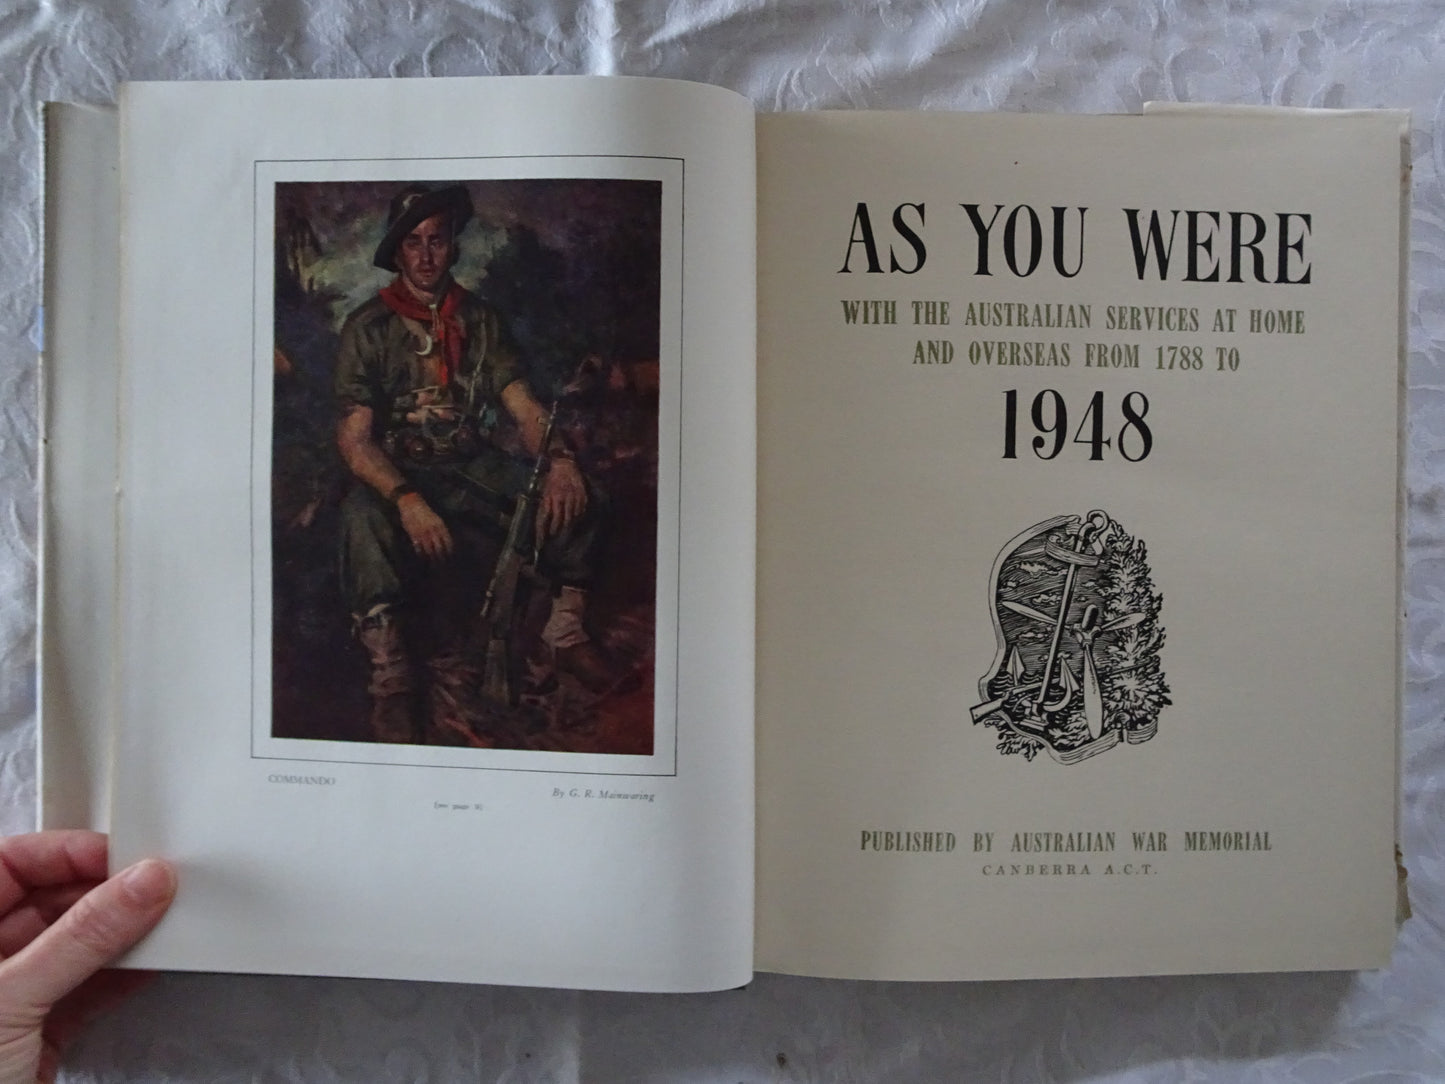 COMMANDO
By G. R. Mainwaring
AS YOU WERE
WITH THE AUSTRALIAN SERVICES AT HOME
AND OVERSEAS FROM 1788 TO
1948
PUBLISHED BY AUSTRALIAN WAR MEMORIAL
CANBERRA A.C.T.